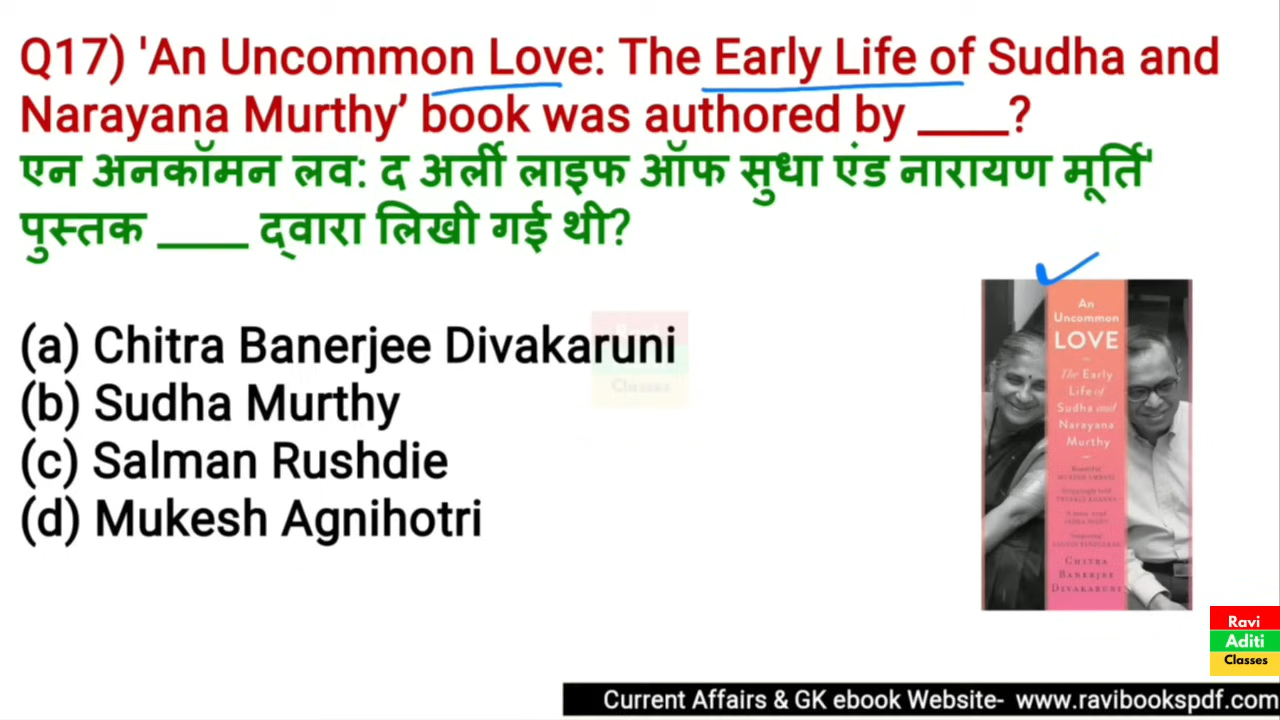 Q17) 'An Uncommon Love: The Early Life of Sudha and
Narayana Murthy’ book was authored by ____?
एन अनकॉमन लव: द अर्ली लाइफ ऑफ सुधा एंड नारायण मूर्ति'
पुस्तक ____ द्वारा लिखी गई थी?
(a) Chitra Banerjee Divakaruni
(b) Sudha Murthy
(c) Salman Rushdie
(d) Mukesh Agnihotri
Classes
An
Uncommon
LOVE
The Early
Life of
Sudha and
Narayana
Murthy
CHITRA
BANERJEE
DIVAKARUNI
Ravi
Aditi
Classes
Current Affairs & GK ebook Website- www.ravibookspdf.com